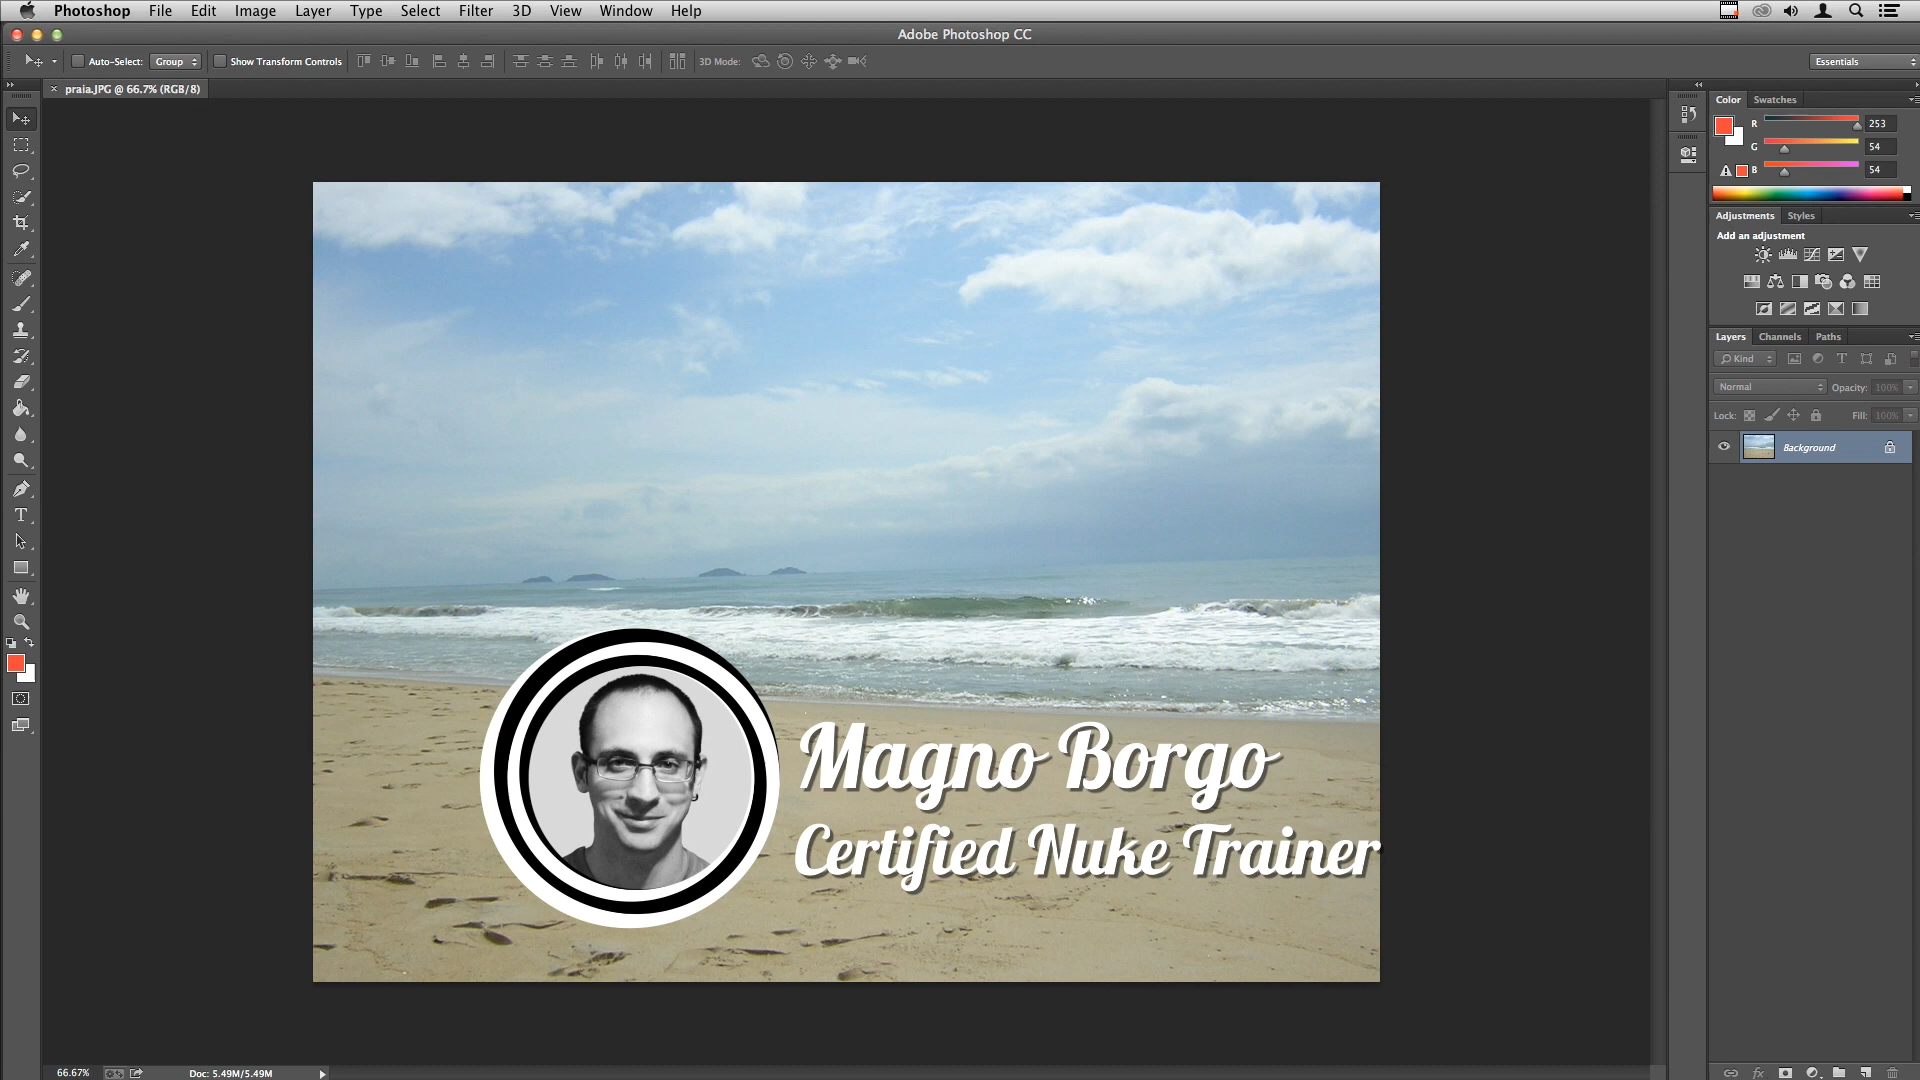 Photoshop File Edit Image Layer Type Select Filter 3D View Window Help
Adobe Photoshop CC
Auto-Select: Group Show Transform Controls 3D Mode: Essentials
praia.JPG @ 66.7% (RGB/8)
Color Swatches
R 253
G 54
B 54
Adjustments Styles
Add an adjustment
Layers Channels Paths
Kind
Normal Opacity: 100%
Lock: Fill: 100%
Background
Magno Borgo
Certified Nuke Trainer
66.67% Doc: 5.49M/5.49M